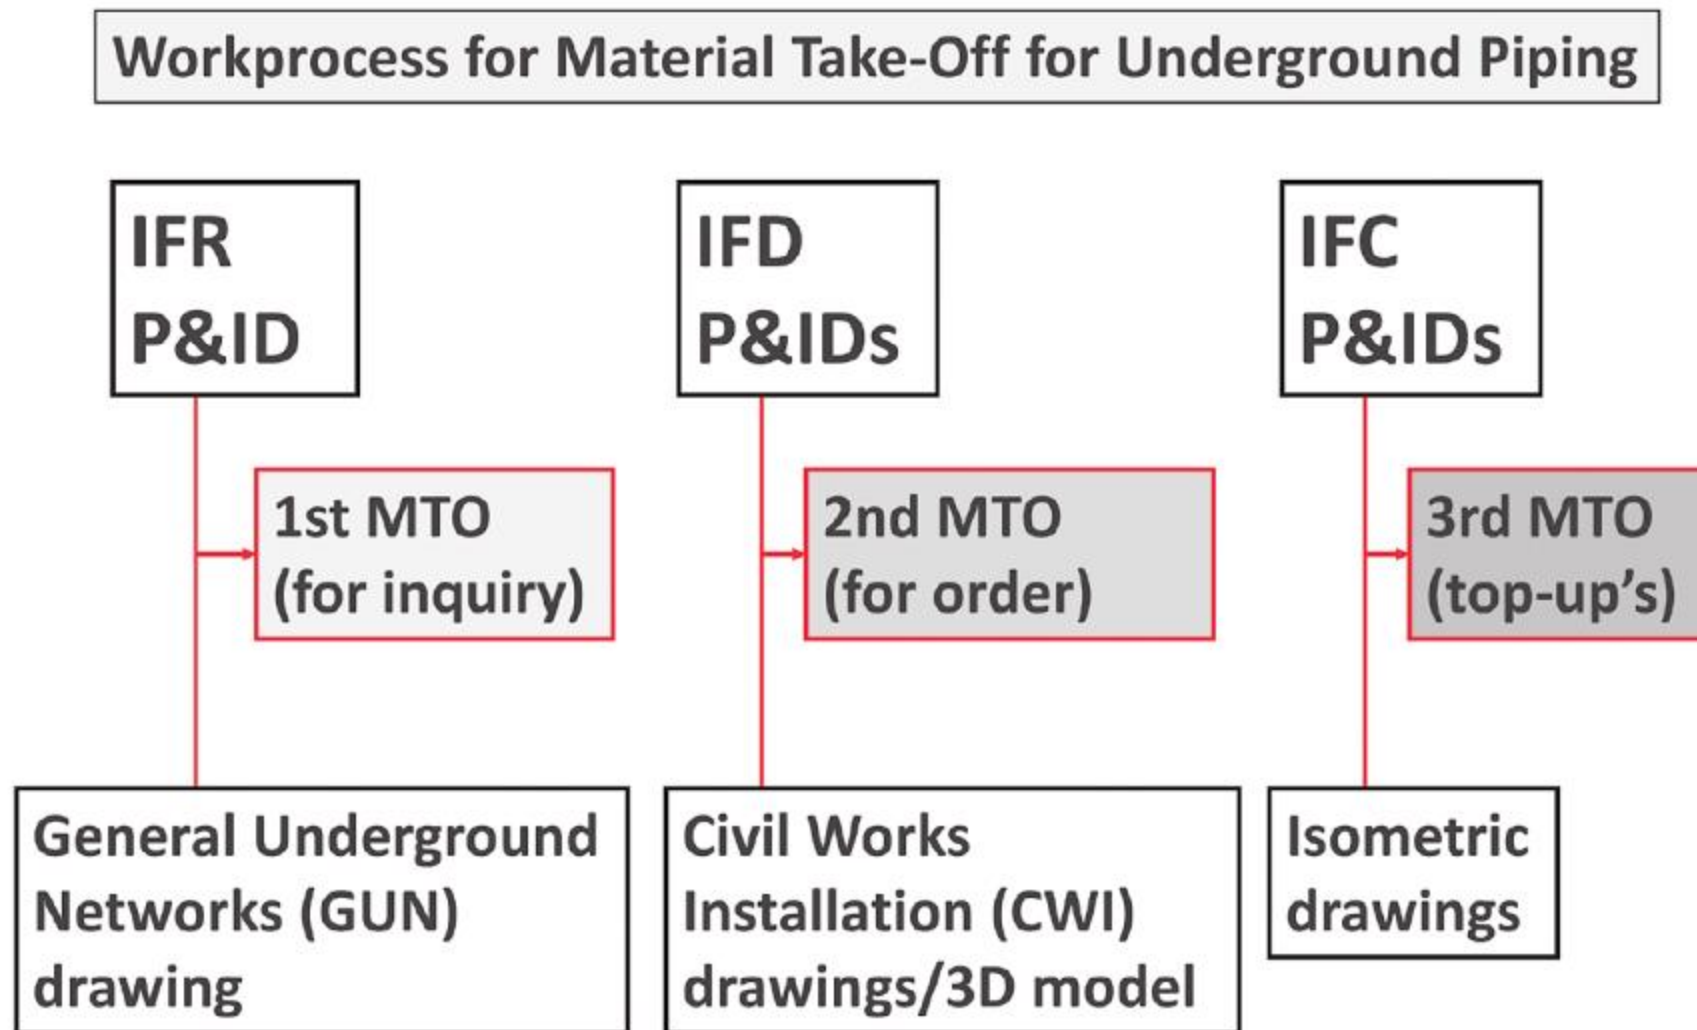 Workprocess for Material Take-Off for Underground Piping
IFR
P&ID
IFD
P&IDs
IFC
P&IDs
1st MTO
(for inquiry)
2nd MTO
(for order)
3rd MTO
(top-up’s)
General Underground
Networks (GUN)
drawing
Civil Works
Installation (CWI)
drawings/3D model
Isometric
drawings